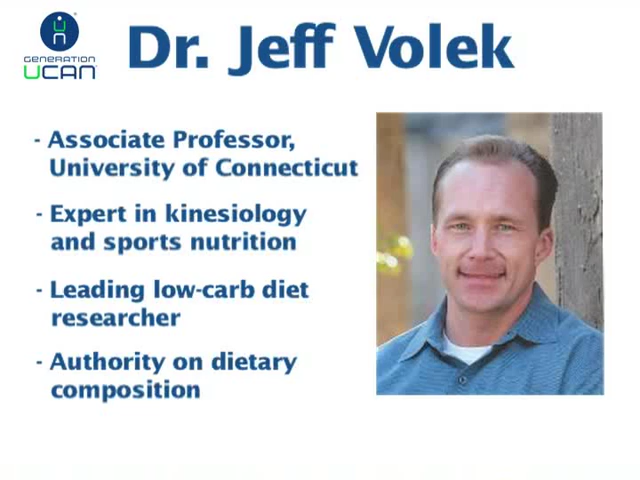 GENERATION
UCAN
Dr. Jeff Volek
- Associate Professor,
University of Connecticut
- Expert in kinesiology
and sports nutrition
- Leading low-carb diet
researcher
- Authority on dietary
composition